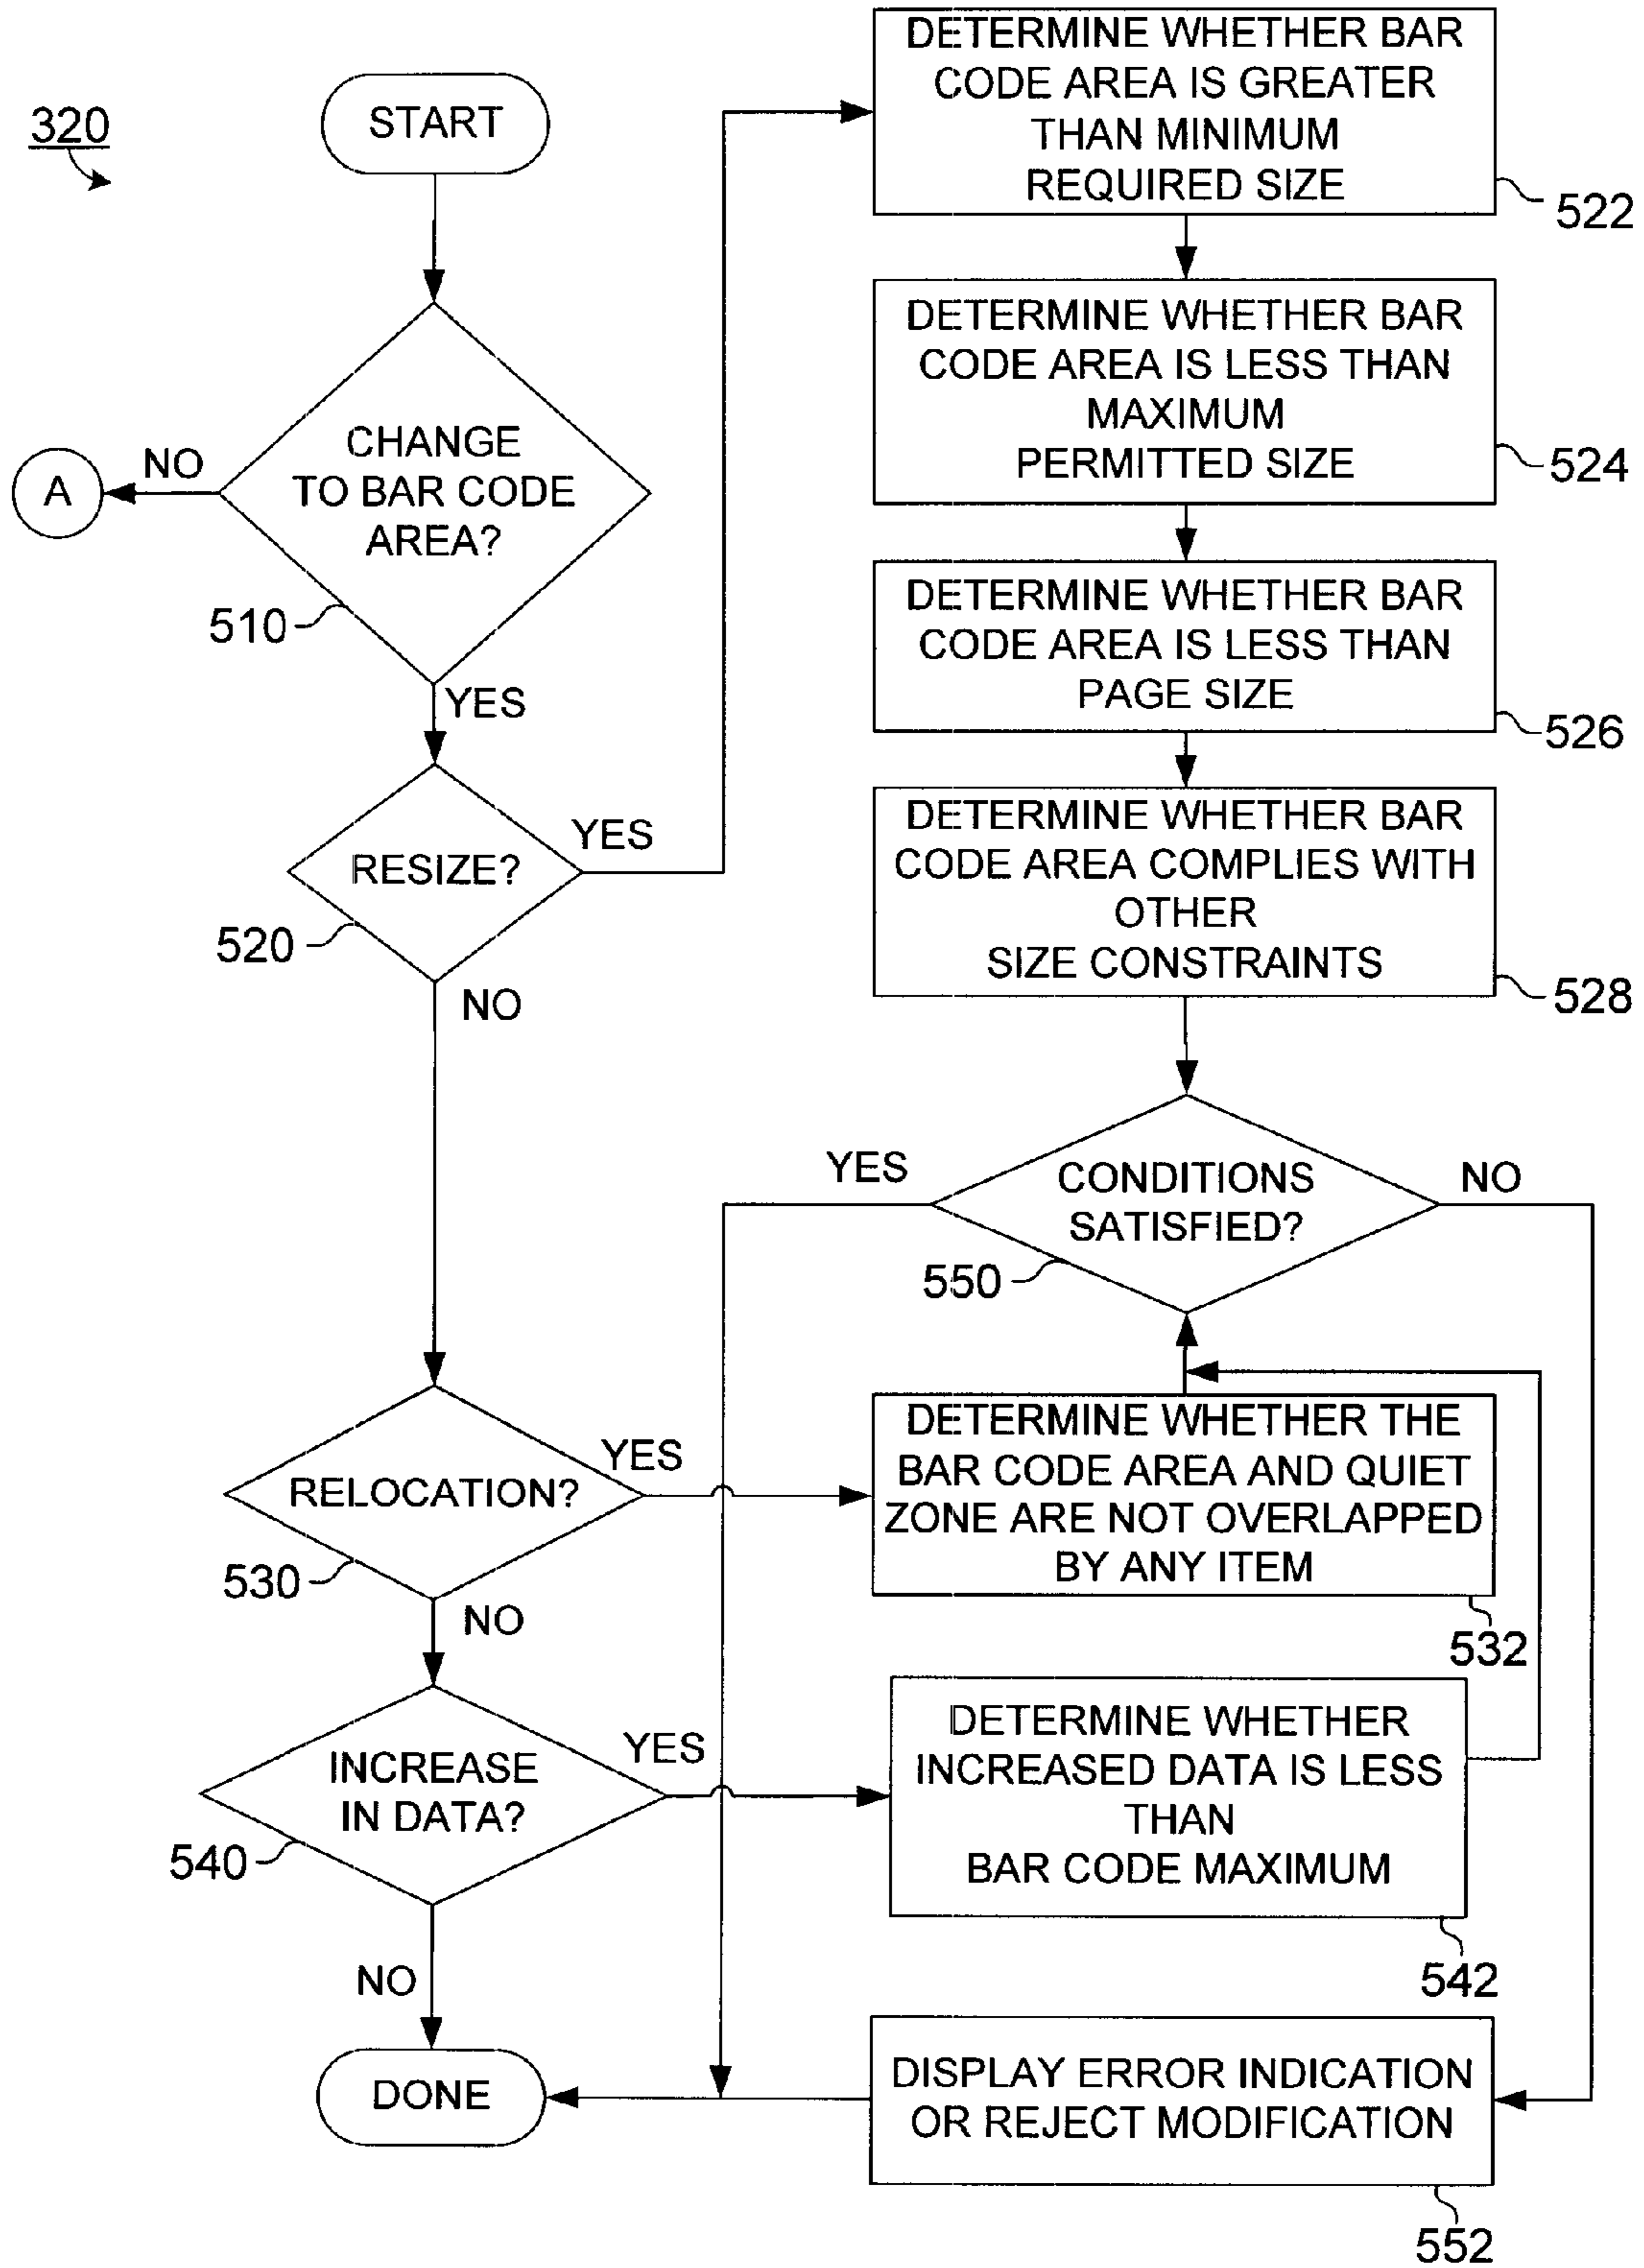 320
START
CHANGE
TO BAR CODE
AREA?
NO
A
510
YES
RESIZE?
YES
520
NO
DETERMINE WHETHER BAR
CODE AREA IS GREATER
THAN MINIMUM
REQUIRED SIZE
522
DETERMINE WHETHER BAR
CODE AREA IS LESS THAN
MAXIMUM
PERMITTED SIZE
524
DETERMINE WHETHER BAR
CODE AREA IS LESS THAN
PAGE SIZE
526
DETERMINE WHETHER BAR
CODE AREA COMPLIES WITH
OTHER
SIZE CONSTRAINTS
528
YES
CONDITIONS
SATISFIED?
NO
550
RELOCATION?
YES
530
NO
DETERMINE WHETHER THE
BAR CODE AREA AND QUIET
ZONE ARE NOT OVERLAPPED
BY ANY ITEM
532
INCREASE
IN DATA?
YES
540
NO
DETERMINE WHETHER
INCREASED DATA IS LESS
THAN
BAR CODE MAXIMUM
542
DONE
DISPLAY ERROR INDICATION
OR REJECT MODIFICATION
552